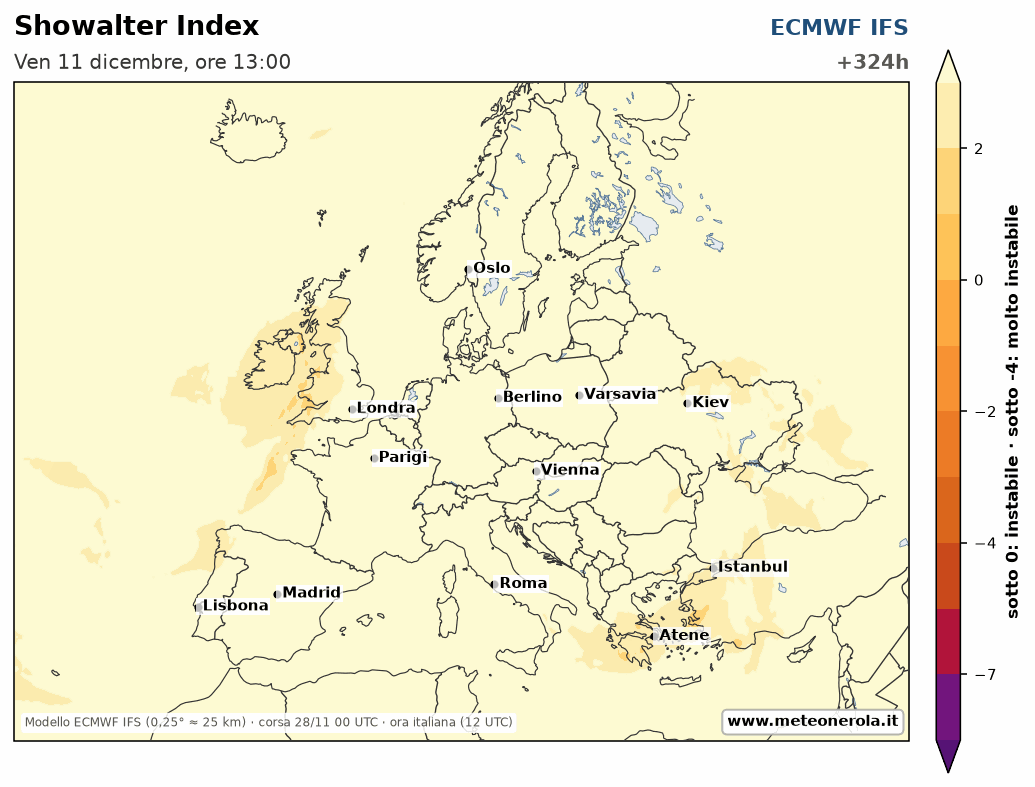 Showalter Index
ECMWF IFS
Ven 11 dicembre, ore 13:00
+324h
Oslo
Londra
Berlino
Varsavia
Kiev
Parigi
Vienna
Istanbul
Roma
Madrid
Lisbona
Atene
Modello ECMWF IFS (0,25° ≈ 25 km) · corsa 28/11 00 UTC · ora italiana (12 UTC)
www.meteonerola.it
2
0
−2
−4
−7
sotto 0: instabile · sotto -4: molto instabile